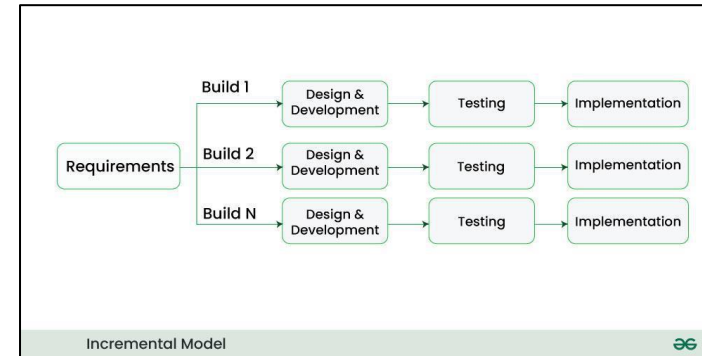 Build 1
Design &
Development
Testing
Implementation
Requirements
Build 2
Design &
Development
Testing
Implementation
Build N
Design &
Development
Testing
Implementation
Incremental Model